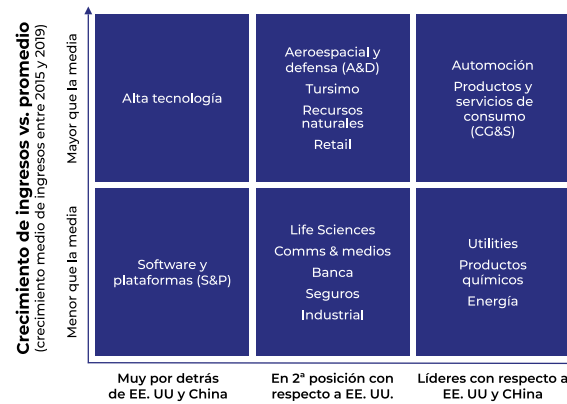 Crecimiento de ingresos vs. promedio
(crecimiento medio de ingresos entre 2015 y 2019)
Mayor que la media
Alta tecnología
Aeroespacial y
defensa (A&D)
Tursimo
Recursos
naturales
Retail
Automoción
Productos y
servicios de
consumo
(CG&S)
Menor que la media
Software y
plataformas (S&P)
Life Sciences
Comms & medios
Banca
Seguros
Industrial
Utilities
Productos
químicos
Energía
Muy por detrás
de EE. UU y China
En 2ª posición con
respecto a EE. UU.
Líderes con respecto a
EE. UU y CHina